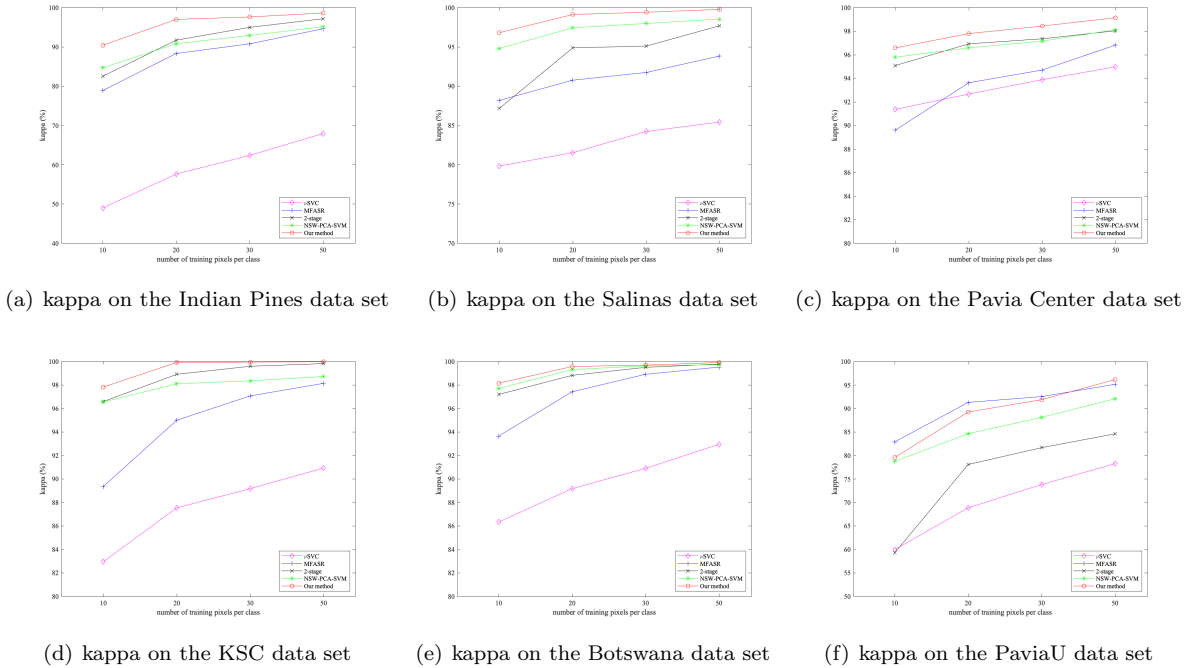 100
90
80
70
60
50
40
kappa (%)
10 20 30 50
number of training pixels per class
νSVC
MFASR
2-stage
NSW-PCA-SVM
Our method
(a) kappa on the Indian Pines data set
100
95
90
85
80
75
70
kappa (%)
10 20 30 50
number of training pixels per class
νSVC
MFASR
2-stage
NSW-PCA-SVM
Our method
(b) kappa on the Salinas data set
100
98
96
94
92
90
88
86
84
82
80
kappa (%)
10 20 30 50
number of training pixels per class
νSVC
MFASR
2-stage
NSW-PCA-SVM
Our method
(c) kappa on the Pavia Center data set
100
98
96
94
92
90
88
86
84
82
80
kappa (%)
10 20 30 50
number of training pixels per class
νSVC
MFASR
2-stage
NSW-PCA-SVM
Our method
(d) kappa on the KSC data set
100
98
96
94
92
90
88
86
84
82
80
kappa (%)
10 20 30 50
number of training pixels per class
νSVC
MFASR
2-stage
NSW-PCA-SVM
Our method
(e) kappa on the Botswana data set
100
95
90
85
80
75
70
65
60
55
50
kappa (%)
10 20 30 50
number of training pixels per class
νSVC
MFASR
2-stage
NSW-PCA-SVM
Our method
(f) kappa on the PaviaU data set